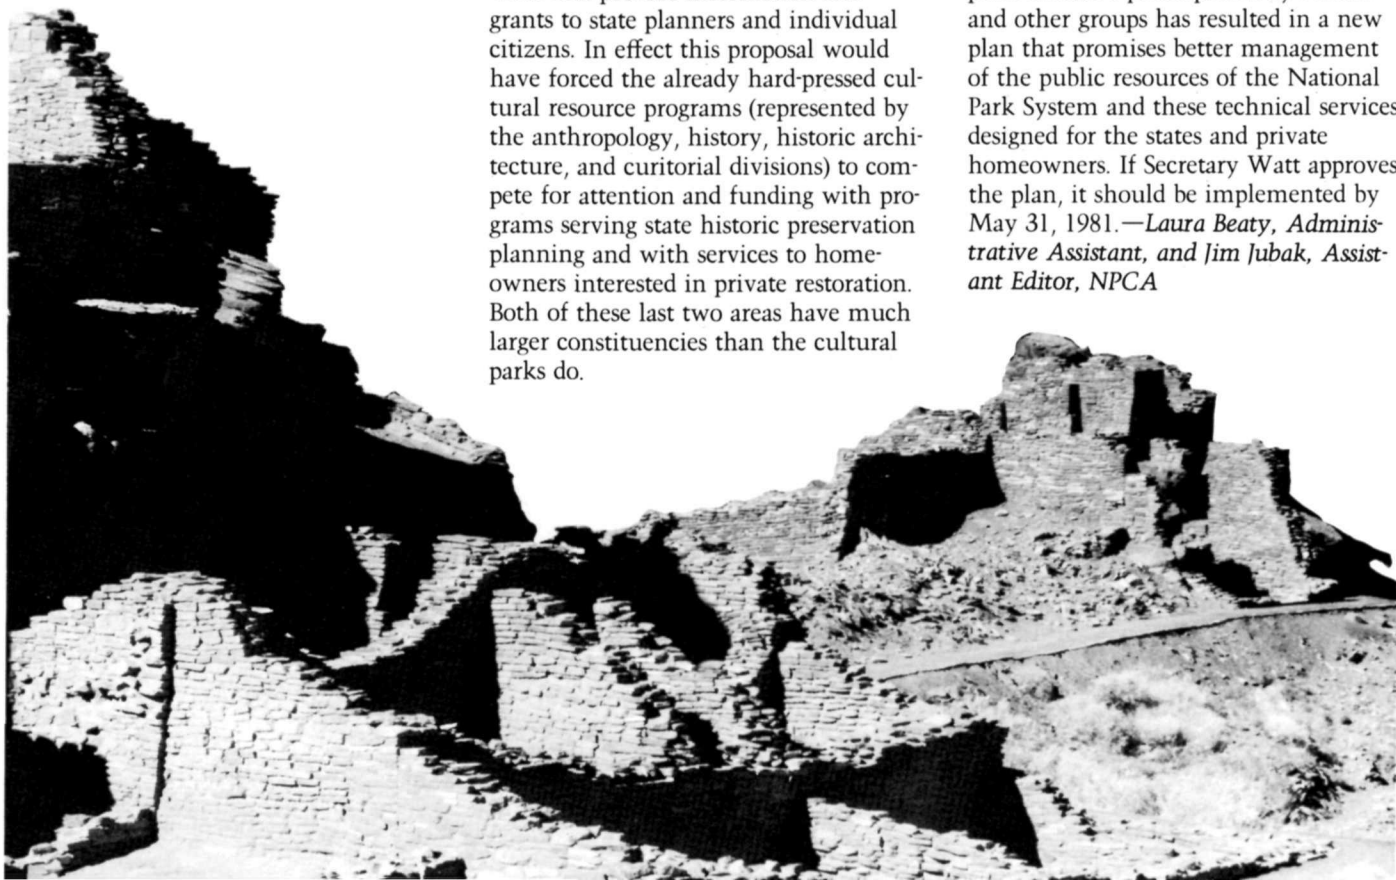 grants to state planners and individual
citizens. In effect this proposal would
have forced the already hard-pressed cul-
tural resource programs (represented by
the anthropology, history, historic archi-
tecture, and curitorial divisions) to com-
pete for attention and funding with pro-
grams serving state historic preservation
planning and with services to home-
owners interested in private restoration.
Both of these last two areas have much
larger constituencies than the cultural
parks do.
and other groups has resulted in a new
plan that promises better management
of the public resources of the National
Park System and these technical services
designed for the states and private
homeowners. If Secretary Watt approves
the plan, it should be implemented by
May 31, 1981.—Laura Beaty, Adminis-
trative Assistant, and Jim Jubak, Assist-
ant Editor, NPCA